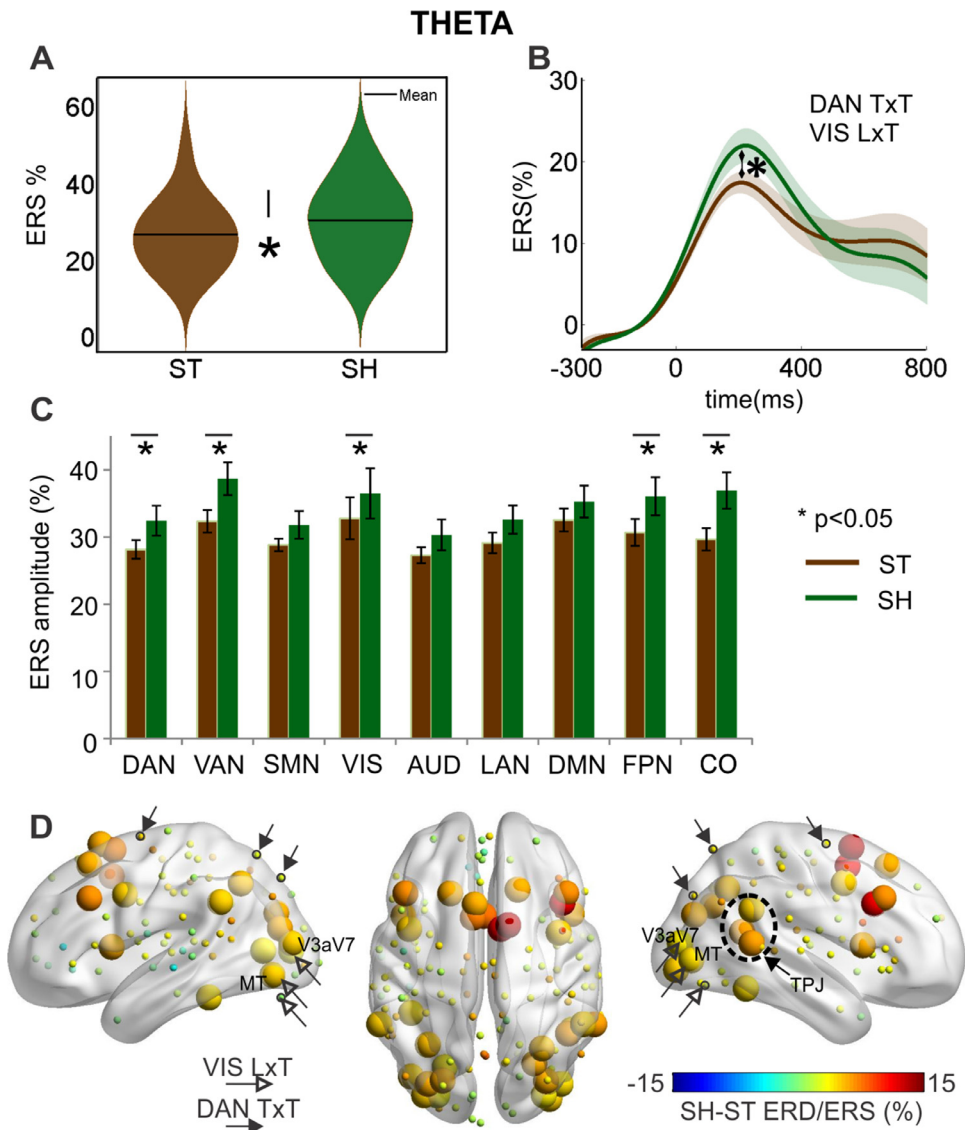 THETA
A
60
40
20
0
ERS %
Mean
*
ST
SH
B
30
20
10
0
ERS(%)
DAN TxT
VIS LxT
*
-300
0
400
800
time(ms)
C
40
30
20
10
0
ERS amplitude (%)
* * * * *
DAN VAN SMN VIS AUD LAN DMN FPN CO
* p<0.05
ST
SH
D
V3aV7
MT
VIS LxT
DAN TxT
V3aV7
MT
TPJ
-15
15
SH-ST ERD/ERS (%)